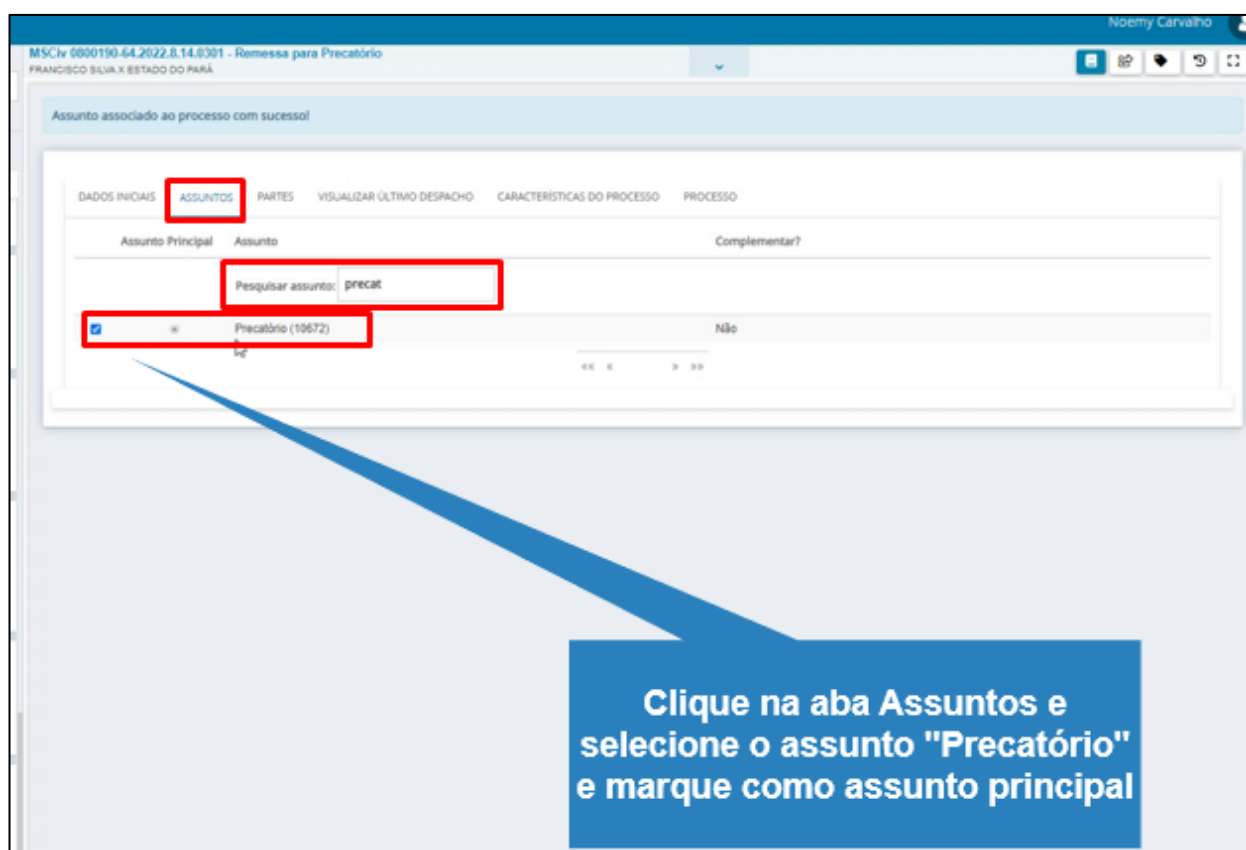 Noemy Carvalho
MSCiv 0800190-64.2022.8.14.0301 - Remessa para Precatório
FRANCISCO SILVA X ESTADO DO PARÁ
Assunto associado ao processo com sucesso!
DADOS INICIAIS ASSUNTOS PARTES VISUALIZAR ÚLTIMO DESPACHO CARACTERÍSTICAS DO PROCESSO PROCESSO
Assunto Principal Assunto Complementar?
Pesquisar assunto: precat
Precatório (10672) Não
«« « » »»
Clique na aba Assuntos e
selecione o assunto "Precatório"
e marque como assunto principal